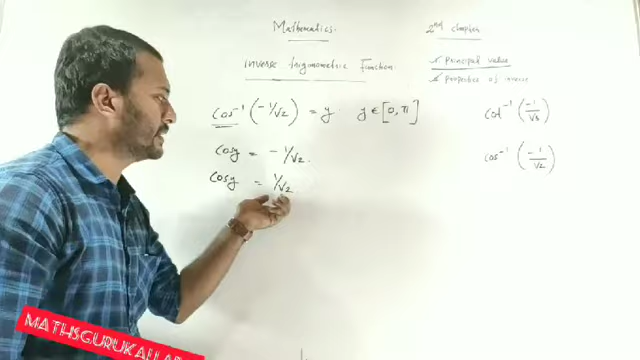 Mathematics.
2nd chapter
Inverse trigonometric Function.
Principal value
Properties of inverse
cos⁻¹ (-1/√2) = y y ∈ [0, π]
cos y = -1/√2.
cos y = 1/√2
cot⁻¹ (-1/√3)
cos⁻¹ (-1/√2)